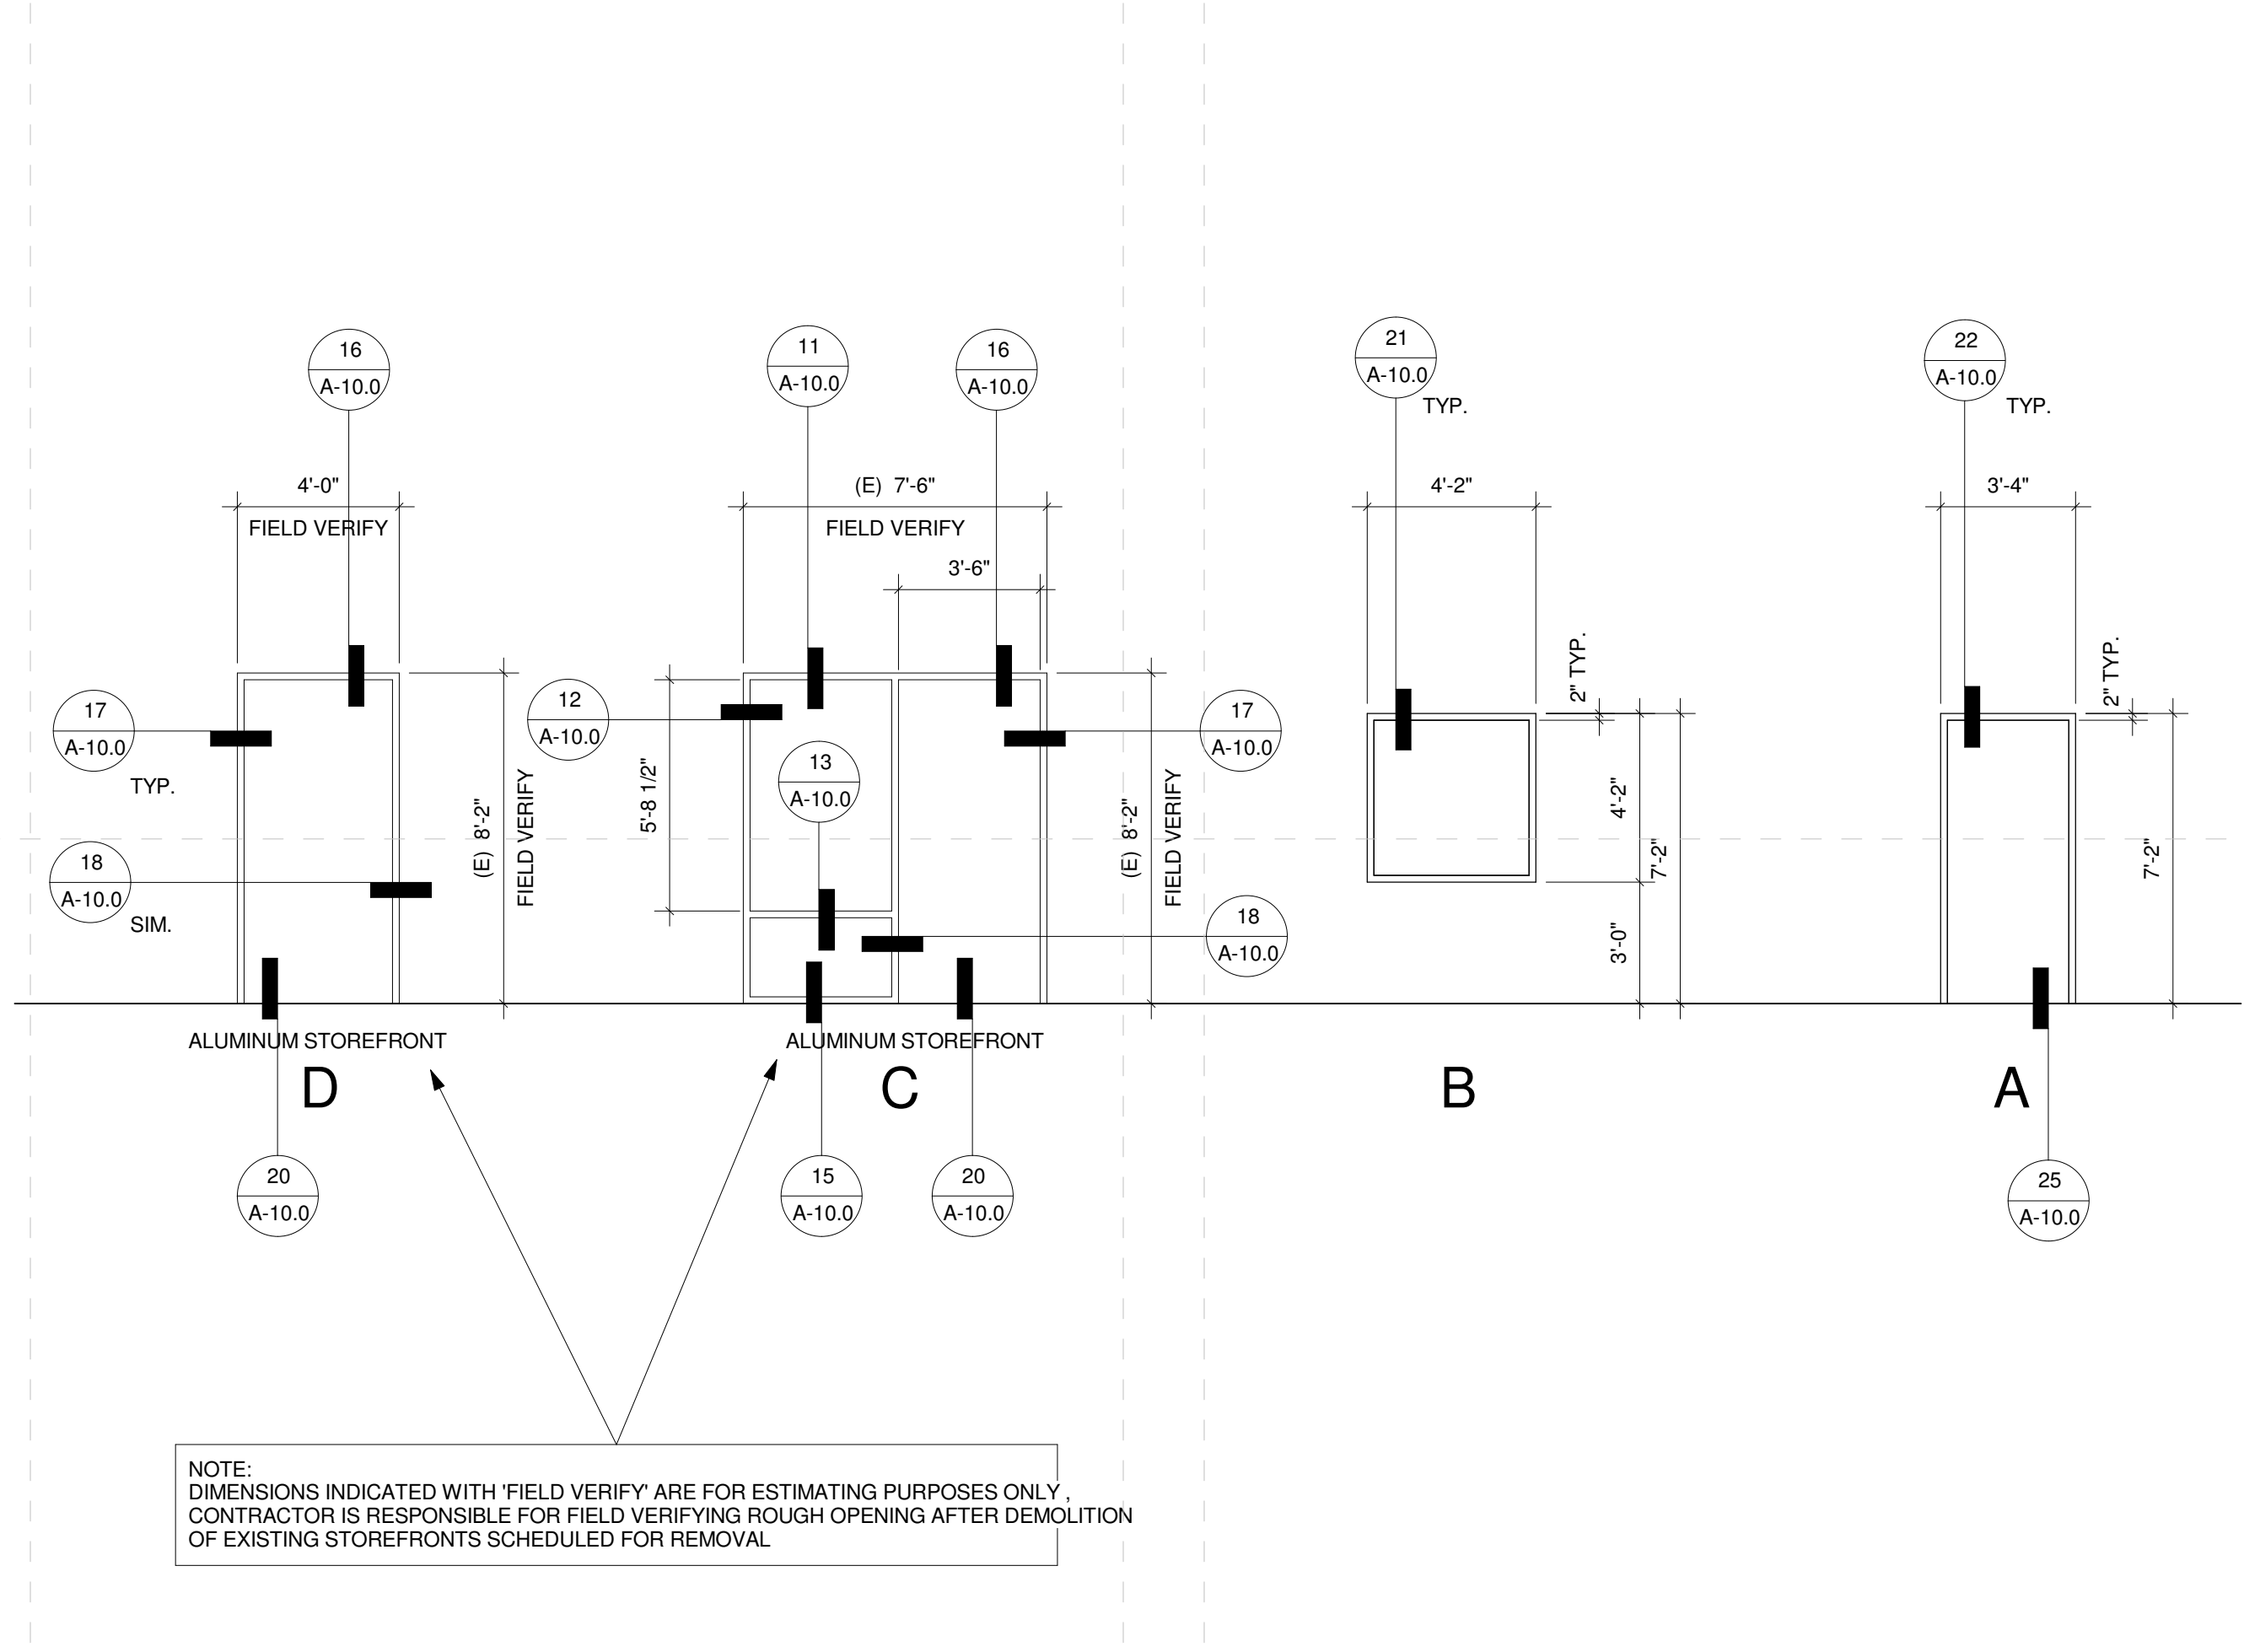 16
A-10.0
11
A-10.0
16
A-10.0
21
A-10.0
TYP.
22
A-10.0
TYP.
4'-0"
FIELD VERIFY
(E) 7'-6"
FIELD VERIFY
3'-6"
4'-2"
3'-4"
17
A-10.0
TYP.
18
A-10.0
SIM.
(E) 8'-2"
FIELD VERIFY
12
A-10.0
5'-8 1/2"
13
A-10.0
17
A-10.0
(E) 8'-2"
FIELD VERIFY
18
A-10.0
2" TYP.
4'-2"
7'-2"
3'-0"
2" TYP.
7'-2"
ALUMINUM STOREFRONT
D
ALUMINUM STOREFRONT
C
B
A
20
A-10.0
15
A-10.0
20
A-10.0
25
A-10.0
NOTE:
DIMENSIONS INDICATED WITH 'FIELD VERIFY' ARE FOR ESTIMATING PURPOSES ONLY ,
CONTRACTOR IS RESPONSIBLE FOR FIELD VERIFYING ROUGH OPENING AFTER DEMOLITION
OF EXISTING STOREFRONTS SCHEDULED FOR REMOVAL